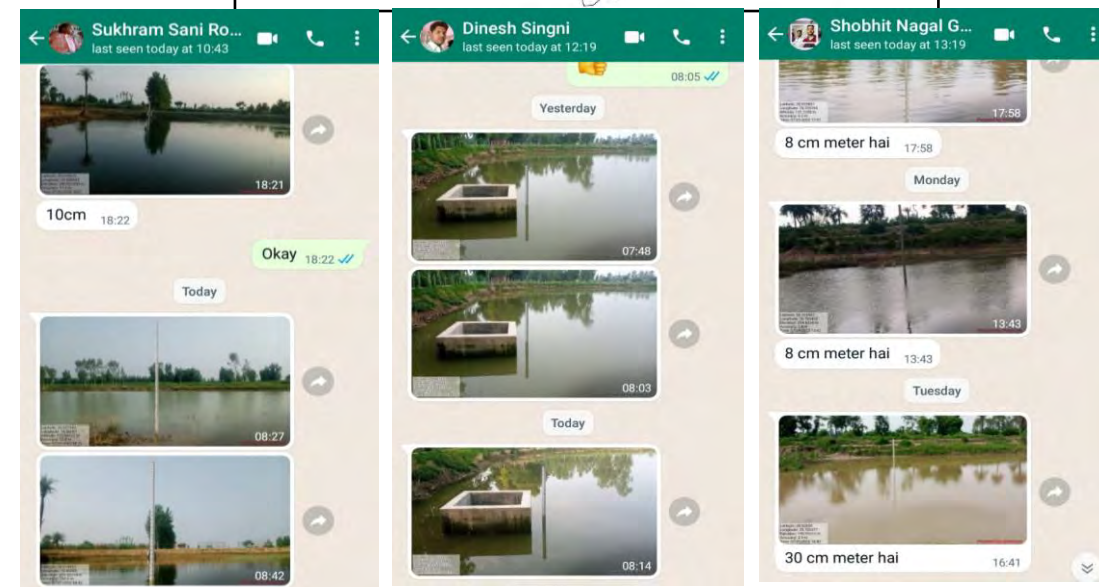 Sukhram Sani Ro...
last seen today at 10:43
18:21
10cm 18:22
Okay 18:22
Today
08:27
08:42
Dinesh Singni
last seen today at 12:19
08:05
Yesterday
07:48
08:03
Today
08:14
Shobhit Nagal G...
last seen today at 13:19
17:58
8 cm meter hai 17:58
Monday
13:43
8 cm meter hai 13:43
Tuesday
30 cm meter hai 16:41